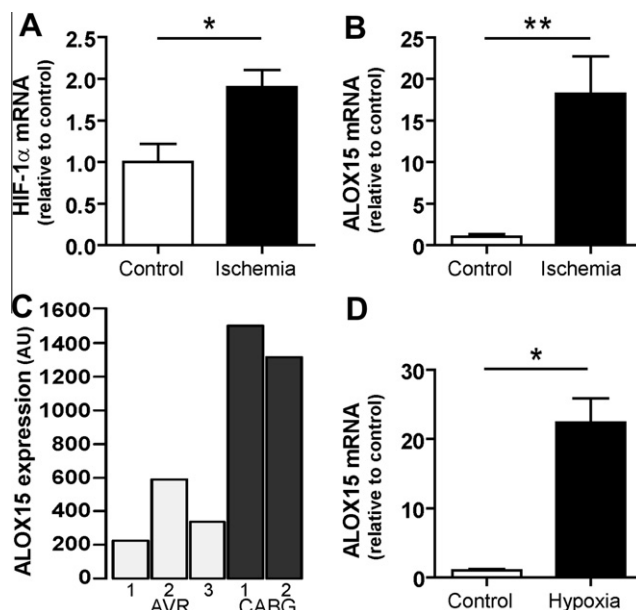 A
*
HIF-1α mRNA
(relative to control)
2.5
2.0
1.5
1.0
0.5
0.0
Control Ischemia
B
**
ALOX15 mRNA
(relative to control)
25
20
15
10
5
0
Control Ischemia
C
ALOX15 expression (AU)
1600
1400
1200
1000
800
600
400
200
1 2 3 1 2
AVR CABG
D
*
ALOX15 mRNA
(relative to control)
30
20
10
0
Control Hypoxia